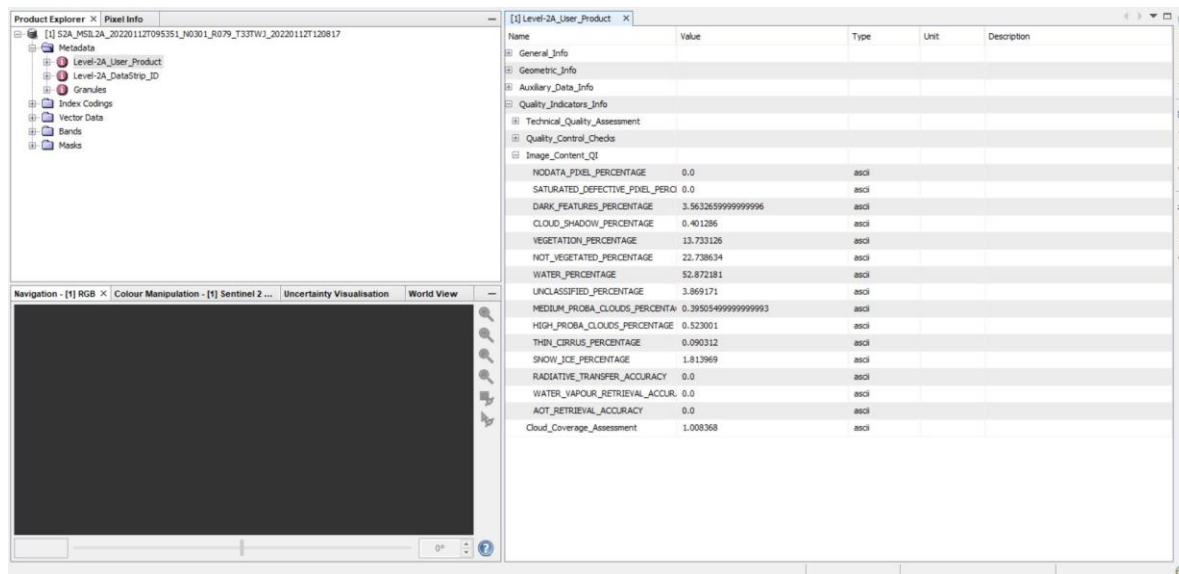 Product Explorer × Pixel Info
[1] S2A_MSIL2A_20220112T095351_N0301_R079_T33TWJ_20220112T120817
Metadata
Level-2A_User_Product
Level-2A_DataStrip_ID
Granules
Index Codings
Vector Data
Bands
Masks
Navigation - [1] RGB × Colour Manipulation - [1] Sentinel 2 ... Uncertainty Visualisation World View
0°
[1] Level-2A_User_Product ×
Name Value Type Unit Description
General_Info
Geometric_Info
Auxiliary_Data_Info
Quality_Indicators_Info
Technical_Quality_Assessment
Quality_Control_Checks
Image_Content_QI
NODATA_PIXEL_PERCENTAGE 0.0 ascii
SATURATED_DEFECTIVE_PIXEL_PERC 0.0 ascii
DARK_FEATURES_PERCENTAGE 3.5632659999999996 ascii
CLOUD_SHADOW_PERCENTAGE 0.401286 ascii
VEGETATION_PERCENTAGE 13.733126 ascii
NOT_VEGETATED_PERCENTAGE 22.738634 ascii
WATER_PERCENTAGE 52.872181 ascii
UNCLASSIFIED_PERCENTAGE 3.869171 ascii
MEDIUM_PROBA_CLOUDS_PERCENTA 0.39505499999999993 ascii
HIGH_PROBA_CLOUDS_PERCENTAGE 0.523001 ascii
THIN_CIRRUS_PERCENTAGE 0.090312 ascii
SNOW_ICE_PERCENTAGE 1.813969 ascii
RADIATIVE_TRANSFER_ACCURACY 0.0 ascii
WATER_VAPOUR_RETRIEVAL_ACCUR. 0.0 ascii
AOT_RETRIEVAL_ACCURACY 0.0 ascii
Cloud_Coverage_Assessment 1.008368 ascii